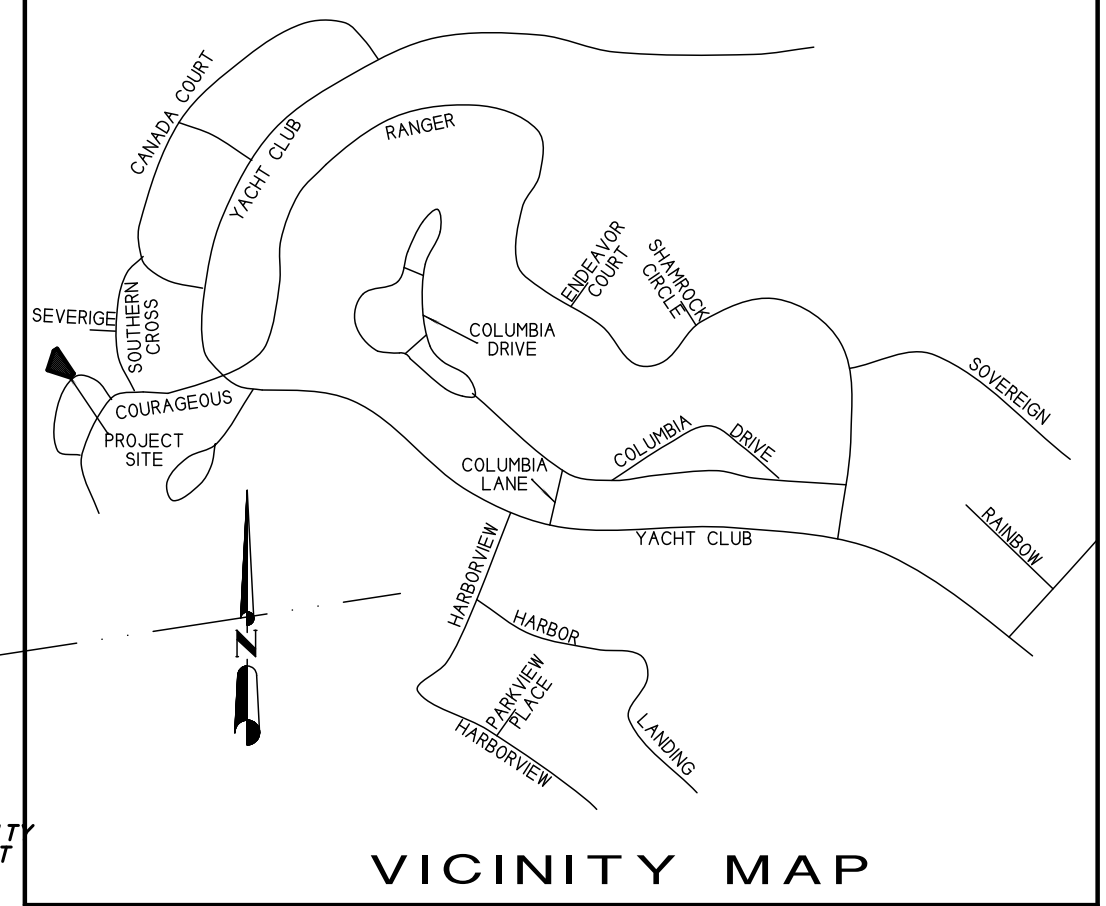 CANADA COURT
YACHT CLUB
RANGER
ENDEAVOR
COURT
SHAMROCK
CIRCLE
SEVERIGE
SOUTHERN
CROSS
COLUMBIA
DRIVE
SOVEREIGN
COURAGEOUS
PROJECT
SITE
COLUMBIA
DRIVE
COLUMBIA
LANE
YACHT CLUB
RAINBOW
HARBORVIEW
HARBOR
N
PARKVIEW
PLACE
HARBORVIEW
LANDING
TY
T
VICINITY MAP